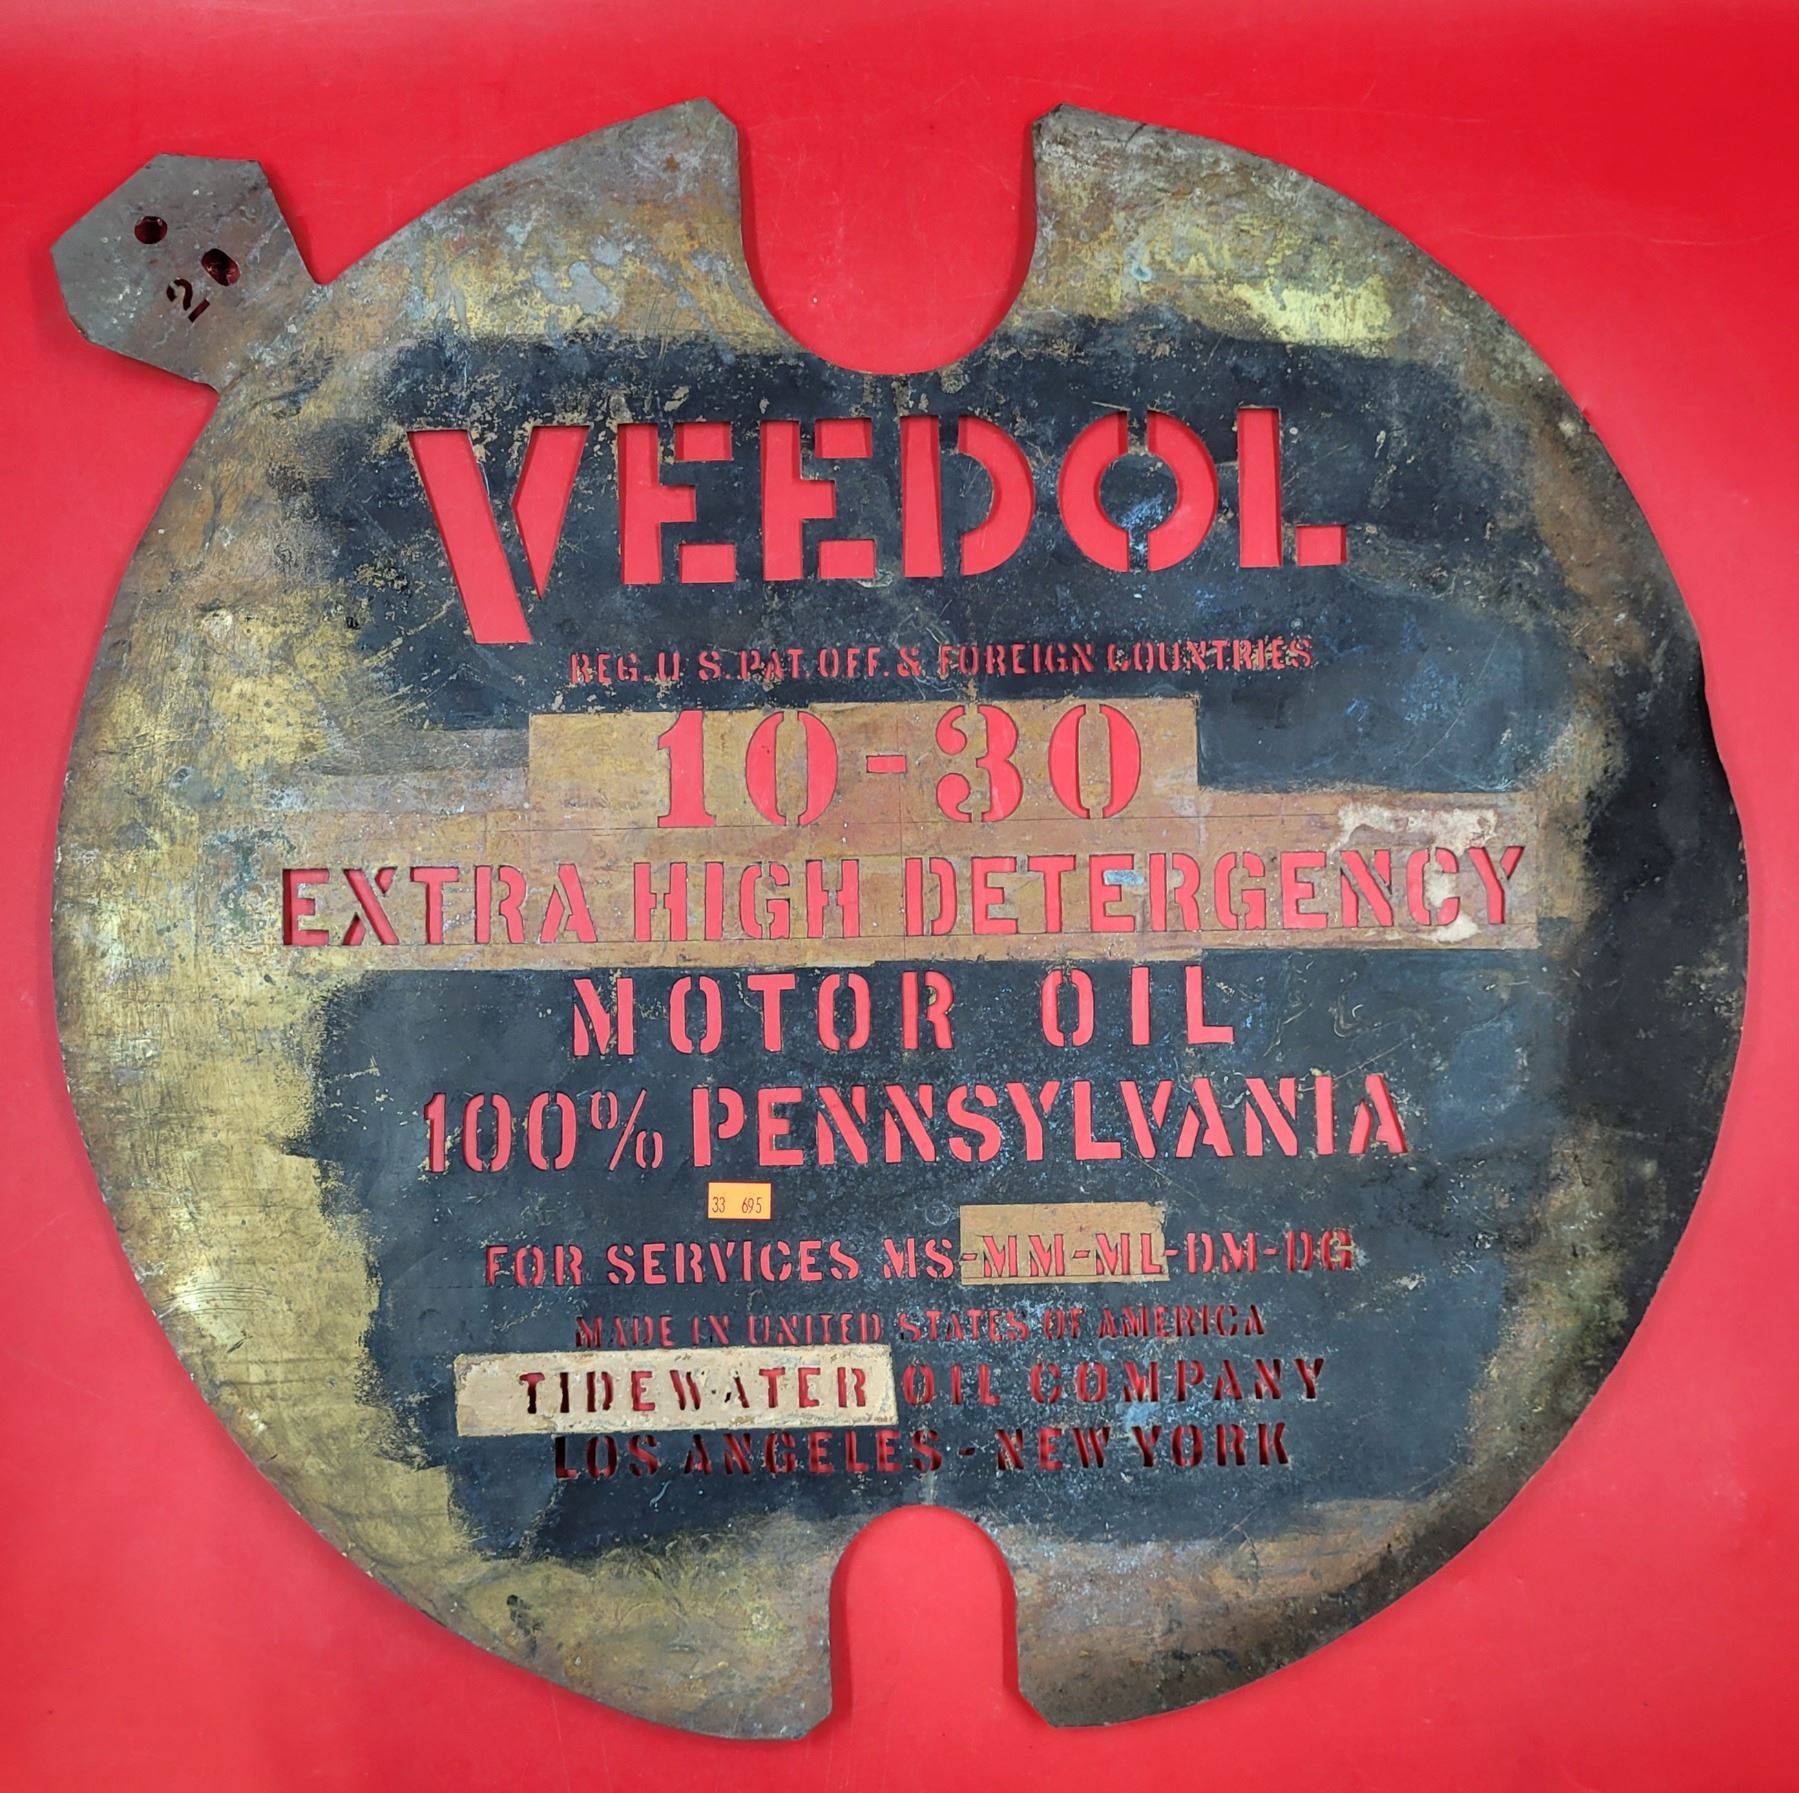 20
VEEDOL
REG. U.S. PAT. OFF. & FOREIGN COUNTRIES
10-30
EXTRA HIGH DETERGENCY
MOTOR OIL
100% PENNSYLVANIA
33 695
FOR SERVICES MS-MM-ML-DM-DG
MADE IN UNITED STATES OF AMERICA
TIDEWATER OIL COMPANY
LOS ANGELES - NEW YORK